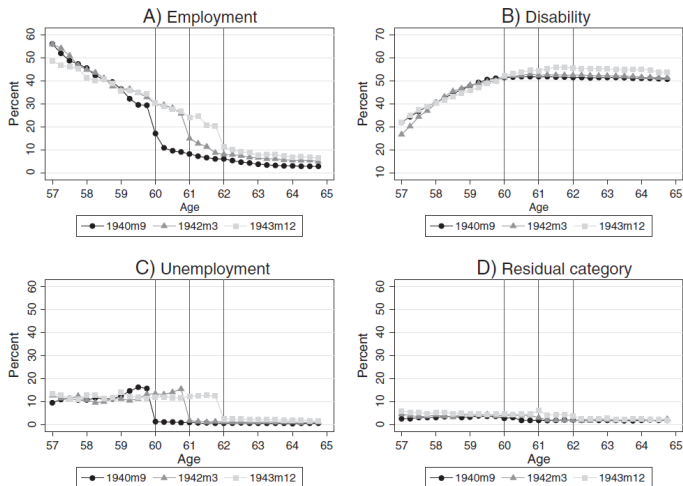 A) Employment
Percent
60
50
40
30
20
10
0
57 58 59 60 61 62 63 64 65
Age
1940m9 1942m3 1943m12
B) Disability
Percent
70
60
50
40
30
20
10
0
57 58 59 60 61 62 63 64 65
Age
1940m9 1942m3 1943m12
C) Unemployment
Percent
60
50
40
30
20
10
0
57 58 59 60 61 62 63 64 65
Age
1940m9 1942m3 1943m12
D) Residual category
Percent
60
50
40
30
20
10
0
57 58 59 60 61 62 63 64 65
Age
1940m9 1942m3 1943m12